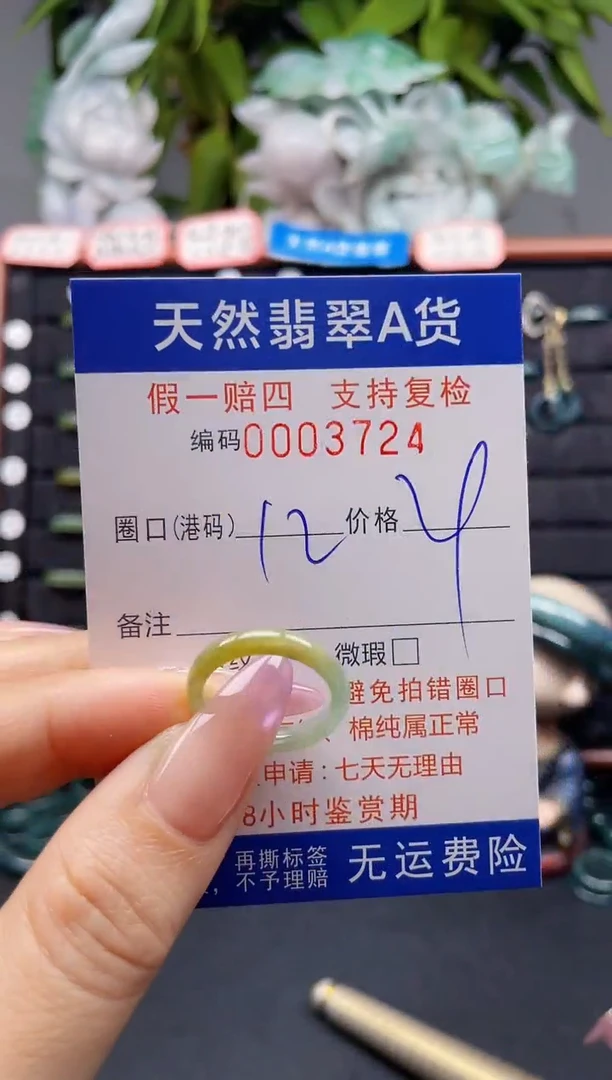 天然翡翠A货
假一赔四 支持复检
编码0003724
圈口(港码) 12 价格 4
备注
纹 微瑕□
避免拍错圈口
、棉纯属正常
申请:七天无理由
8小时鉴赏期
再撕标签
,不予理赔
无运费险